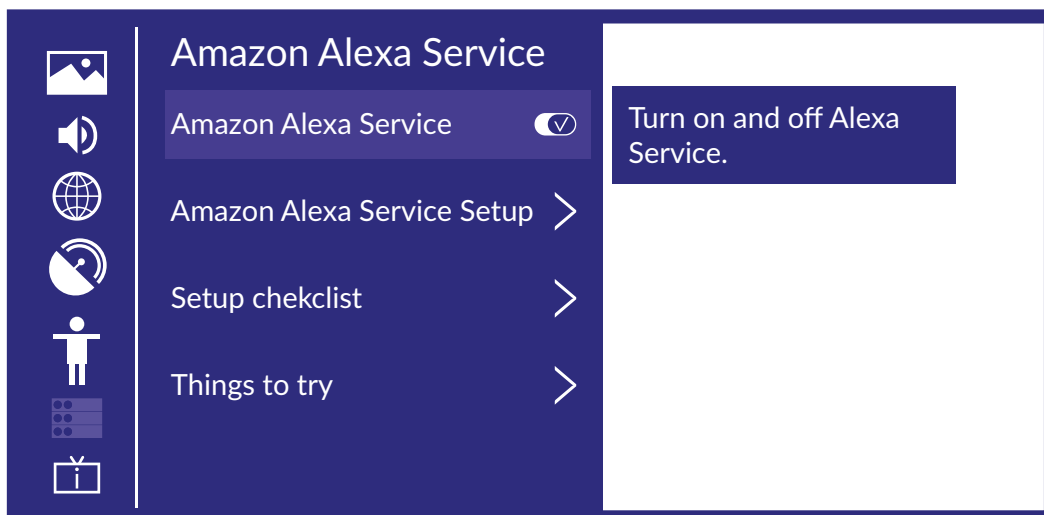 Amazon Alexa Service
Amazon Alexa Service
Turn on and off Alexa
Service.
Amazon Alexa Service Setup
Setup chekclist
Things to try